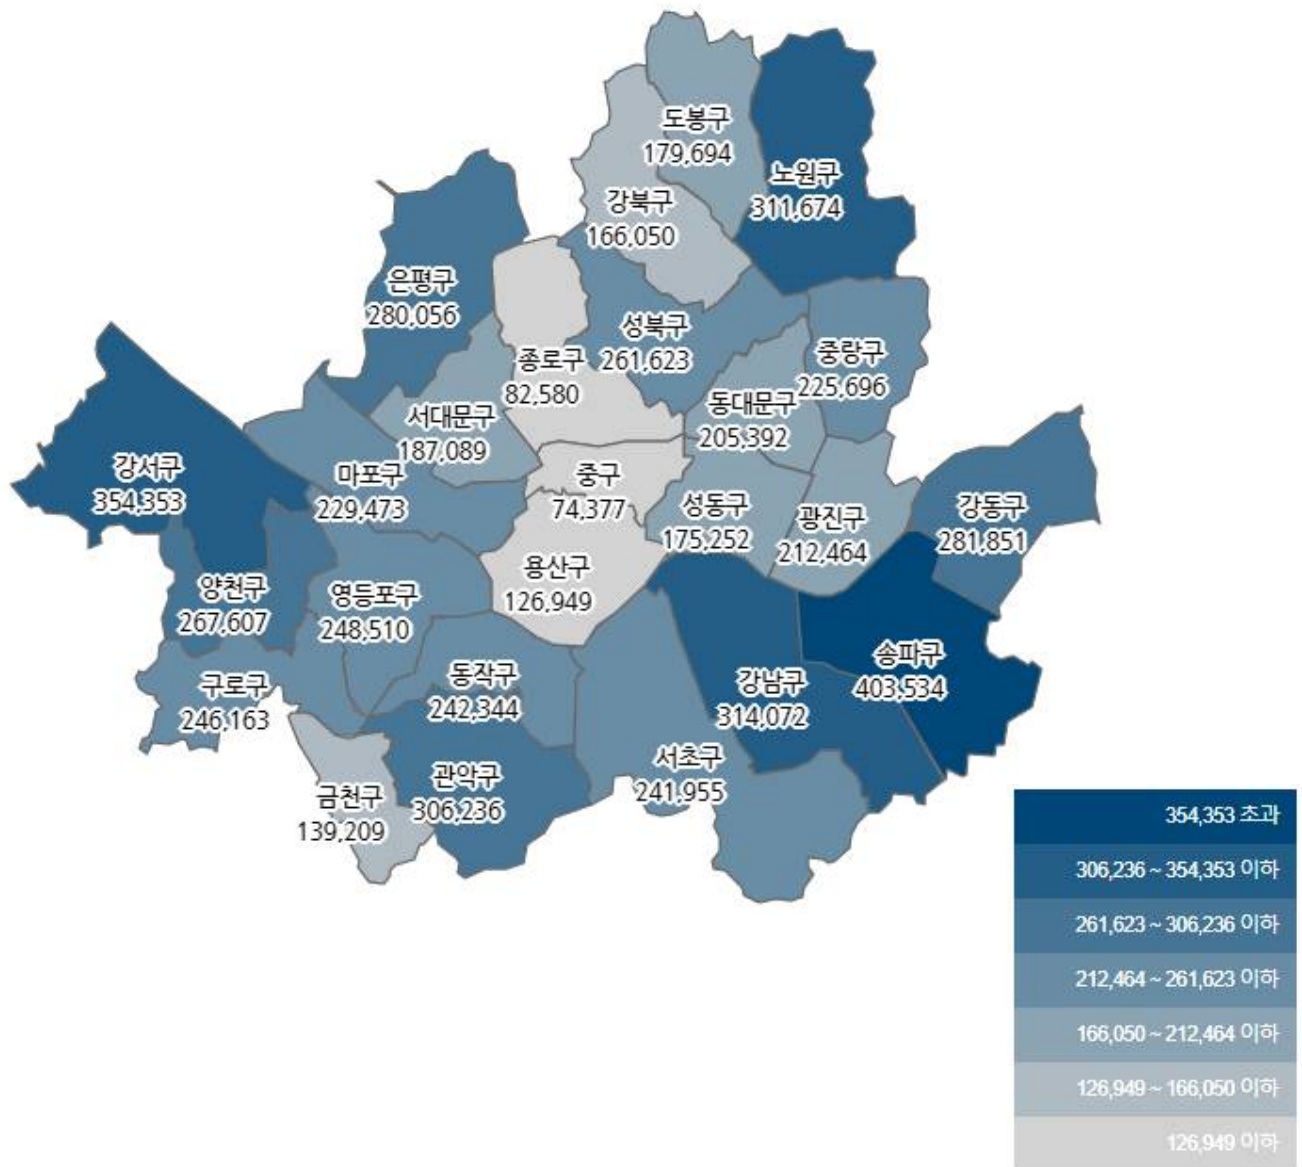 도봉구
179,694
노원구
311,674
강북구
166,050
은평구
280,056
성북구
261,623
중랑구
225,696
종로구
82,580
동대문구
205,392
서대문구
187,089
강서구
354,353
마포구
229,473
중구
74,377
성동구
175,252
광진구
212,464
강동구
281,851
용산구
126,949
양천구
267,607
영등포구
248,510
구로구
246,163
동작구
242,344
강남구
314,072
송파구
403,534
서초구
241,955
관악구
306,236
금천구
139,209
354,353 초과
306,236 ~ 354,353 이하
261,623 ~ 306,236 이하
212,464 ~ 261,623 이하
166,050 ~ 212,464 이하
126,949 ~ 166,050 이하
126,949 이하